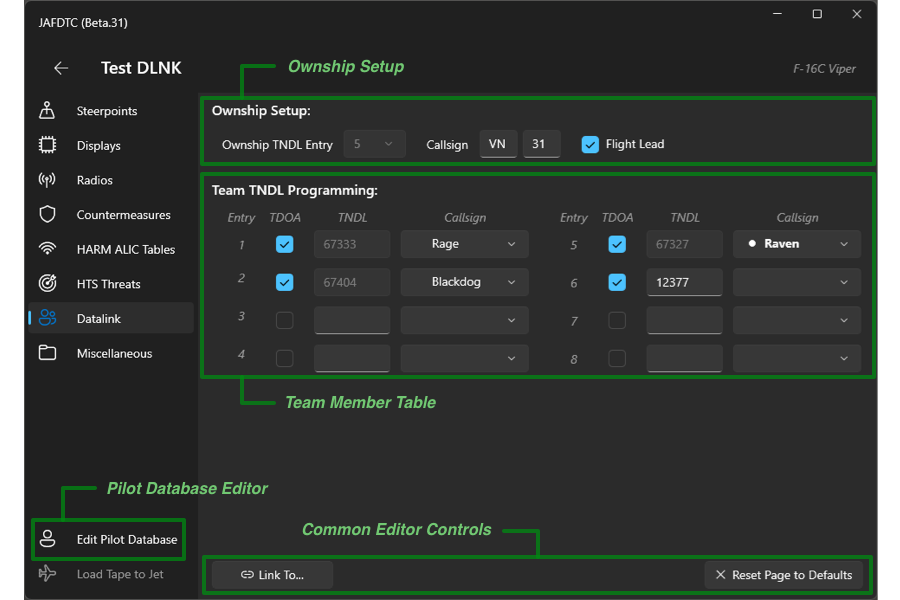 JAFDTC (Beta.31)
Test DLNK
Ownship Setup
F-16C Viper
Steerpoints
Displays
Radios
Countermeasures
HARM ALIC Tables
HTS Threats
Datalink
Miscellaneous
Ownship Setup:
Ownship TNDL Entry 5 Callsign VN 31 Flight Lead
Team TNDL Programming:
Entry TDOA TNDL Callsign Entry TDOA TNDL Callsign
1 67333 Rage 5 67327 Raven
2 67404 Blackdog 6 12377
3 7
4 8
Team Member Table
Pilot Database Editor
Edit Pilot Database
Load Tape to Jet
Common Editor Controls
Link To... Reset Page to Defaults